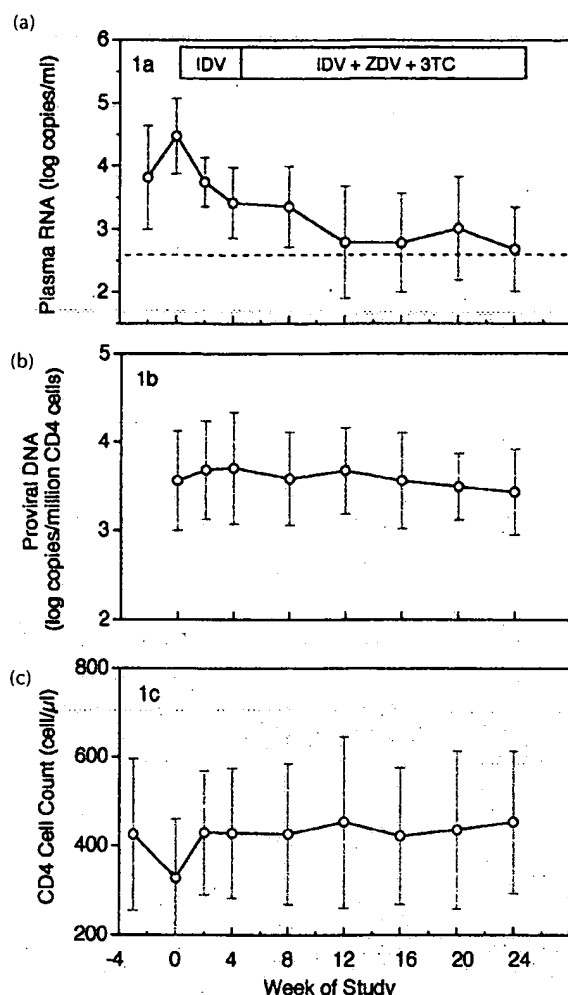 (a)
1a
IDV
IDV + ZDV + 3TC
Plasma RNA (log copies/ml)
6
5
4
3
2
(b)
1b
Proviral DNA
(log copies/million CD4 cells)
5
4
3
2
(c)
1c
CD4 Cell Count (cell/µl)
800
600
400
200
-4 0 4 8 12 16 20 24
Week of Study